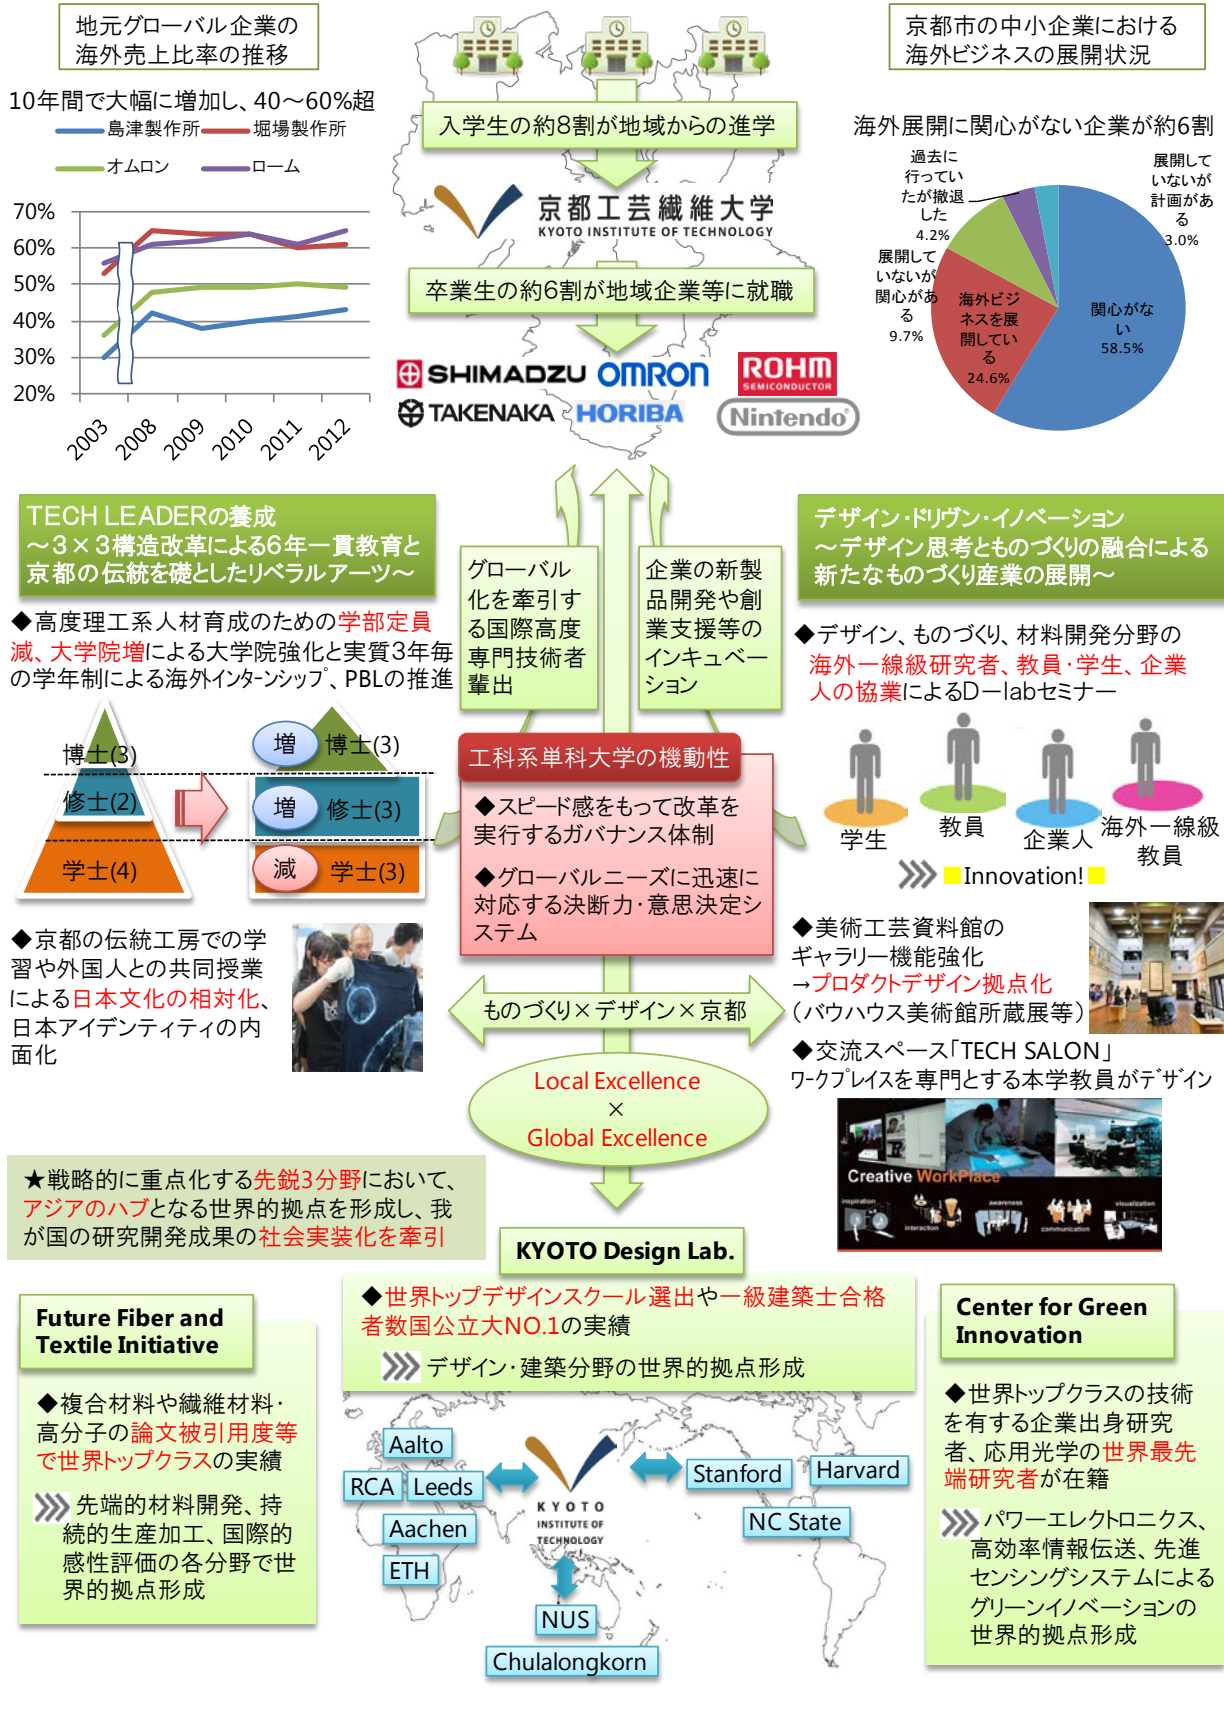 地元グローバル企業の
海外売上比率の推移
10年間で大幅に増加し、40～60%超
島津製作所
堀場製作所
オムロン
ローム
70%
60%
50%
40%
30%
20%
2003
2008
2009
2010
2011
2012
入学生の約8割が地域からの進学
京都工芸繊維大学
KYOTO INSTITUTE OF TECHNOLOGY
卒業生の約6割が地域企業等に就職
SHIMADZU
OMRON
ROHM
SEMICONDUCTOR
TAKENAKA
HORIBA
Nintendo
京都市の中小企業における
海外ビジネスの展開状況
海外展開に関心がない企業が約6割
過去に
行ってい
たが撤退
した
4.2%
展開して
いないが
計画があ
る
3.0%
展開して
いないが
関心があ
る
9.7%
海外ビジ
ネスを展
開してい
る
24.6%
関心がな
い
58.5%
TECH LEADERの養成
～3×3構造改革による6年一貫教育と
京都の伝統を礎としたリベラルアーツ～
◆高度理工系人材育成のための学部定員
減、大学院増による大学院強化と実質3年毎
の学年制による海外インターンシップ、PBLの推進
博士(3)
修士(2)
学士(4)
増
博士(3)
増
修士(3)
減
学士(3)
◆京都の伝統工房での学
習や外国人との共同授業
による日本文化の相対化、
日本アイデンティティの内
面化
グローバル
化を牽引す
る国際高度
専門技術者
輩出
企業の新製
品開発や創
業支援等の
インキュベー
ション
工科系単科大学の機動性
◆スピード感をもって改革を
実行するガバナンス体制
◆グローバルニーズに迅速に
対応する決断力・意思決定シ
ステム
ものづくり×デザイン×京都
Local Excellence
×
Global Excellence
デザイン・ドリヴン・イノベーション
～デザイン思考とものづくりの融合による
新たなものづくり産業の展開～
◆デザイン、ものづくり、材料開発分野の
海外一線級研究者、教員・学生、企業
人の協業によるD－labセミナー
学生
教員
企業人
海外一線級
教員
Innovation!
◆美術工芸資料館の
ギャラリー機能強化
→プロダクトデザイン拠点化
（バウハウス美術館所蔵展等）
◆交流スペース「TECH SALON」
ワークプレイスを専門とする本学教員がデザイン
Creative WorkPlace
inspiration
interaction
awareness
communication
visualization
★戦略的に重点化する先鋭3分野において、
アジアのハブとなる世界的拠点を形成し、我
が国の研究開発成果の社会実装化を牽引
KYOTO Design Lab.
◆世界トップデザインスクール選出や一級建築士合格
者数国公立大NO.1の実績
デザイン・建築分野の世界的拠点形成
Future Fiber and
Textile Initiative
◆複合材料や繊維材料・
高分子の論文被引用度等
で世界トップクラスの実績
先端的材料開発、持
続的生産加工、国際的
感性評価の各分野で世
界的拠点形成
Aalto
RCA
Leeds
Aachen
ETH
KYOTO
INSTITUTE OF
TECHNOLOGY
NUS
Chulalongkorn
Stanford
Harvard
NC State
Center for Green
Innovation
◆世界トップクラスの技術
を有する企業出身研究
者、応用光学の世界最先
端研究者が在籍
パワーエレクトロニクス、
高効率情報伝送、先進
センシングシステムによる
グリーンイノベーションの
世界的拠点形成